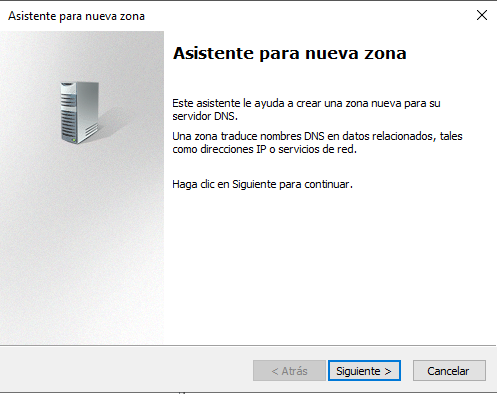 Asistente para nueva zona
Asistente para nueva zona
Este asistente le ayuda a crear una zona nueva para su
servidor DNS.
Una zona traduce nombres DNS en datos relacionados, tales
como direcciones IP o servicios de red.
Haga clic en Siguiente para continuar.
< Atrás
Siguiente >
Cancelar